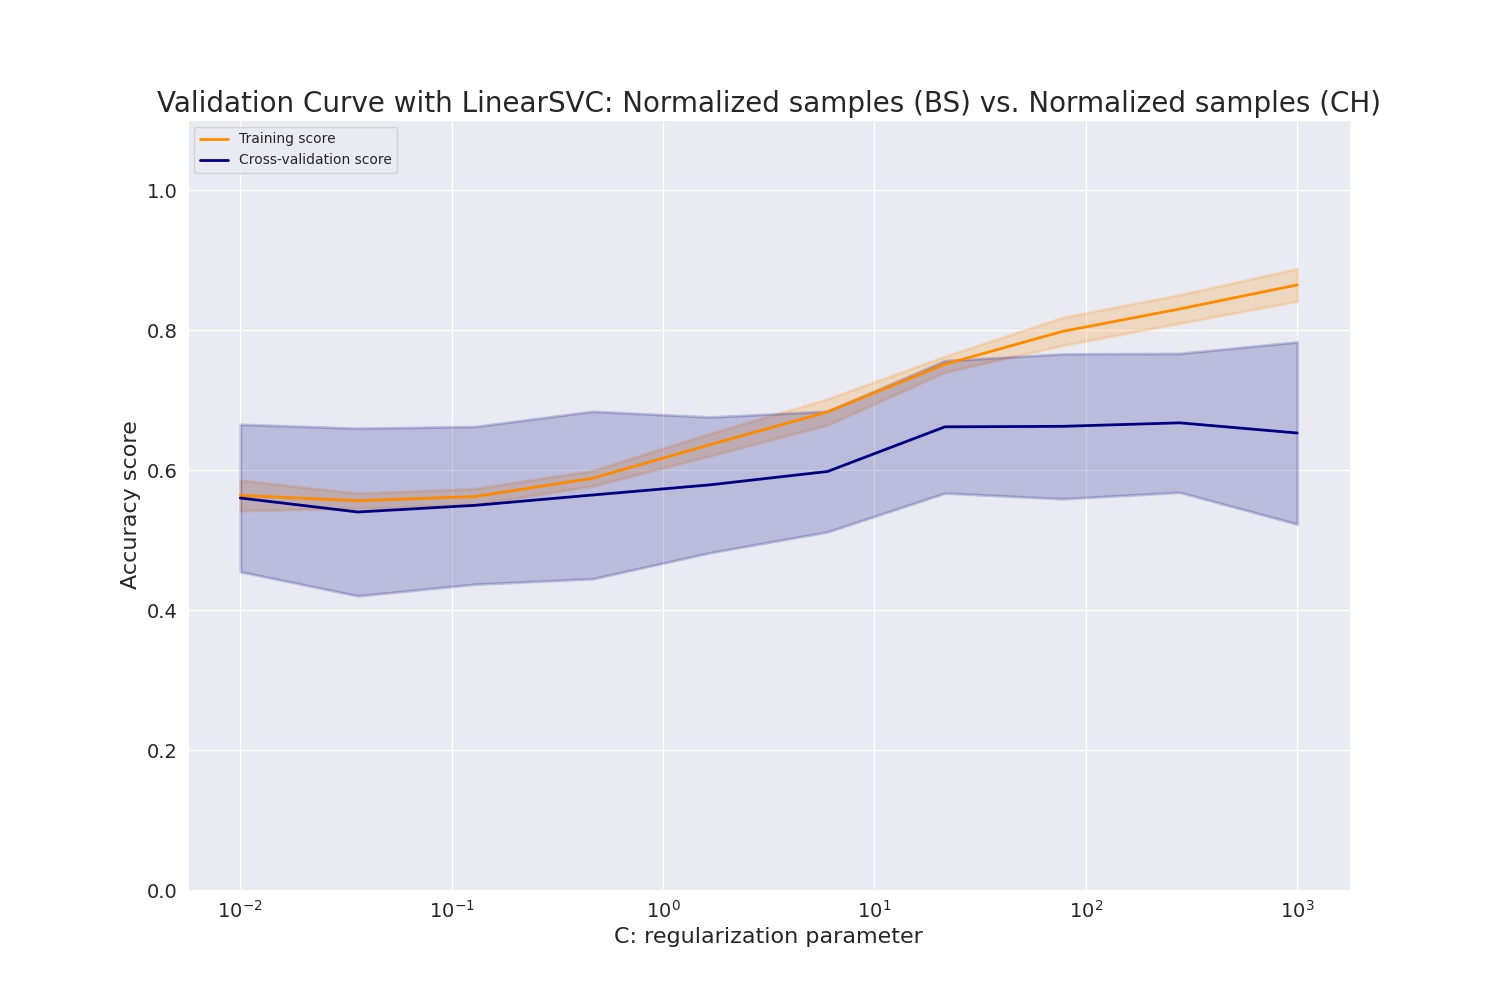 Validation Curve with LinearSVC: Normalized samples (BS) vs. Normalized samples (CH)
Training score
Cross-validation score
1.0
0.8
0.6
0.4
0.2
0.0
Accuracy score
10⁻² 10⁻¹ 10⁰ 10¹ 10² 10³
C: regularization parameter